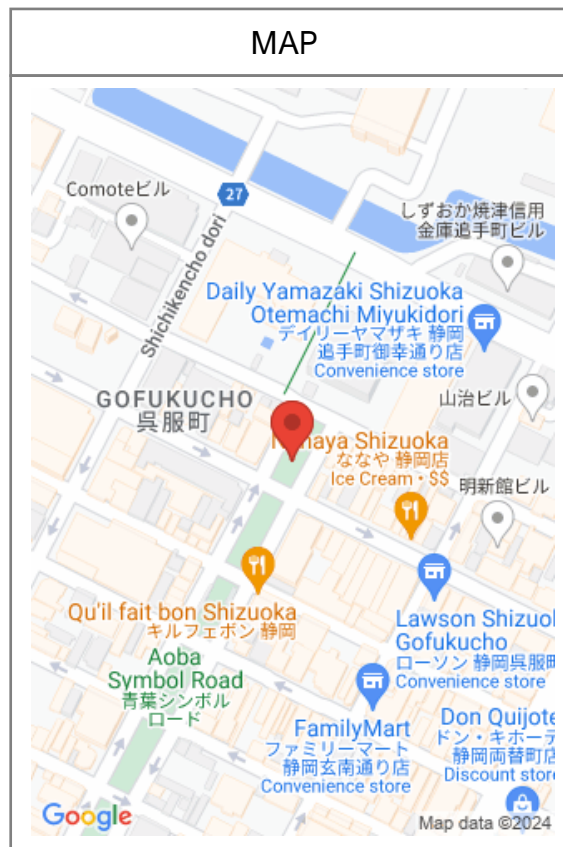 MAP
Comoteビル
27
Shichikencho dori
しずおか焼津信用
金庫追手町ビル
Daily Yamazaki Shizuoka
Otemachi Miyukidori
デイリーヤマザキ 静岡
追手町御幸通り店
Convenience store
GOFUKUCHO
呉服町
山治ビル
Shizuoka
ななや 静岡店
Ice Cream・$$
明新館ビル
Qu'il fait bon Shizuoka
キルフェボン 静岡
Lawson Shizuo
Gofukucho
ローソン 静岡呉服町
Convenience store
Aoba
Symbol Road
青葉シンボル
ロード
FamilyMart
ファミリーマート
静岡玄南通り店
Convenience store
Don Quijote
ドン・キホーテ
静岡両替町店
Discount store
Google
Map data ©2024